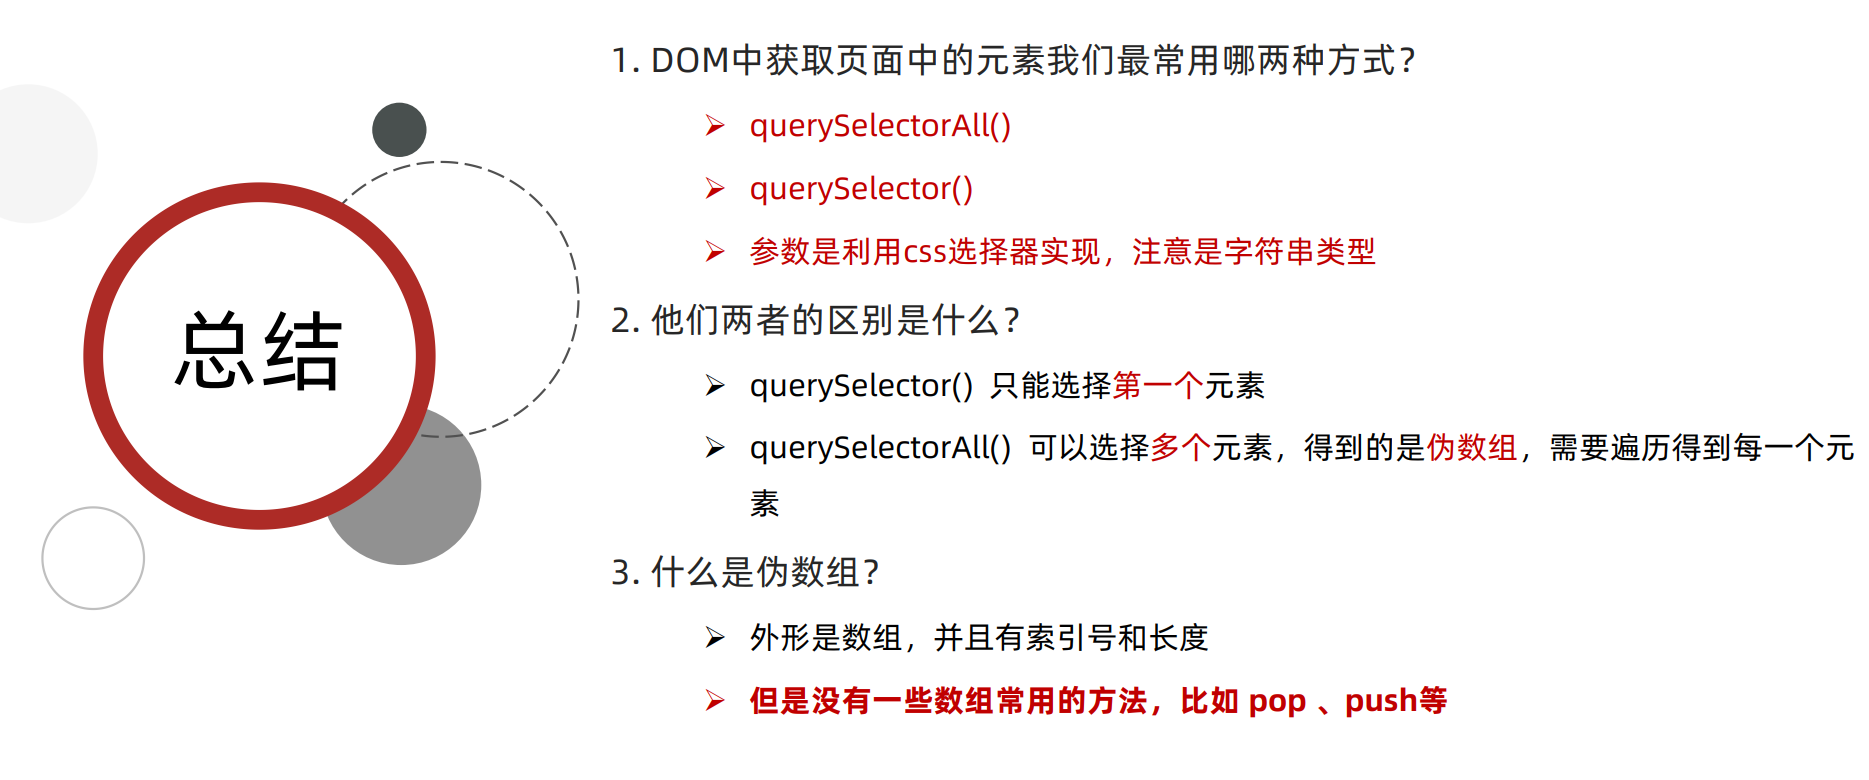 总结
1. DOM中获取页面中的元素我们最常用哪两种方式？
➢ querySelectorAll()
➢ querySelector()
➢ 参数是利用css选择器实现，注意是字符串类型
2. 他们两者的区别是什么？
➢ querySelector() 只能选择第一个元素
➢ querySelectorAll() 可以选择多个元素，得到的是伪数组，需要遍历得到每一个元
素
3. 什么是伪数组？
➢ 外形是数组，并且有索引号和长度
➢ 但是没有一些数组常用的方法，比如 pop 、push等